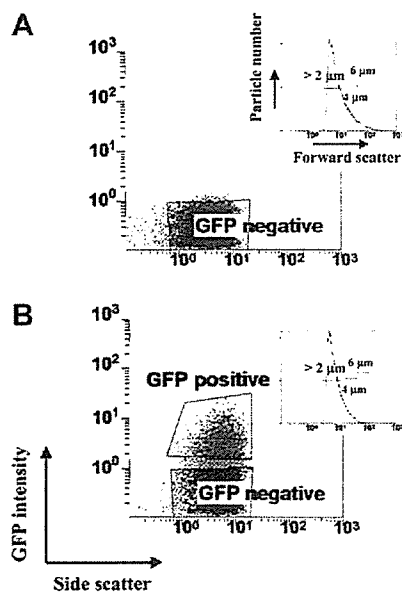 A
10³
10²
10¹
10⁰
GFP negative
10⁰ 10¹ 10² 10³
Particle number
> 2 µm 6 µm
4 µm
Forward scatter
B
10³
10²
10¹
10⁰
GFP positive
GFP negative
10⁰ 10¹ 10² 10³
> 2 µm 6 µm
4 µm
GFP intensity
Side scatter